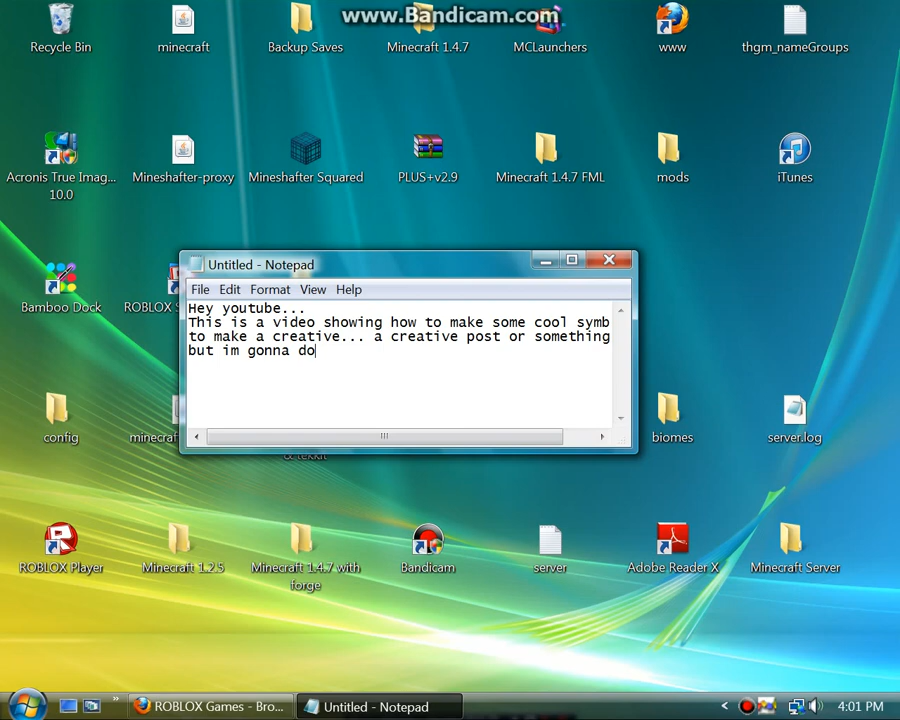 www.Bandicam.com
Recycle Bin
minecraft
Backup Saves
Minecraft 1.4.7
MCLaunchers
www
thgm_nameGroups
Acronis True Imag...
10.0
Mineshafter-proxy
Mineshafter Squared
PLUS+v2.9
Minecraft 1.4.7 FML
mods
iTunes
Bamboo Dock
ROBLOX S
Untitled - Notepad
File Edit Format View Help
Hey youtube...
This is a video showing how to make some cool symb
to make a creative... a creative post or something
but im gonna do
config
minecraf
& tekkit
biomes
server.log
ROBLOX Player
Minecraft 1.2.5
Minecraft 1.4.7 with
forge
Bandicam
server
Adobe Reader X
Minecraft Server
ROBLOX Games - Bro...
Untitled - Notepad
4:01 PM